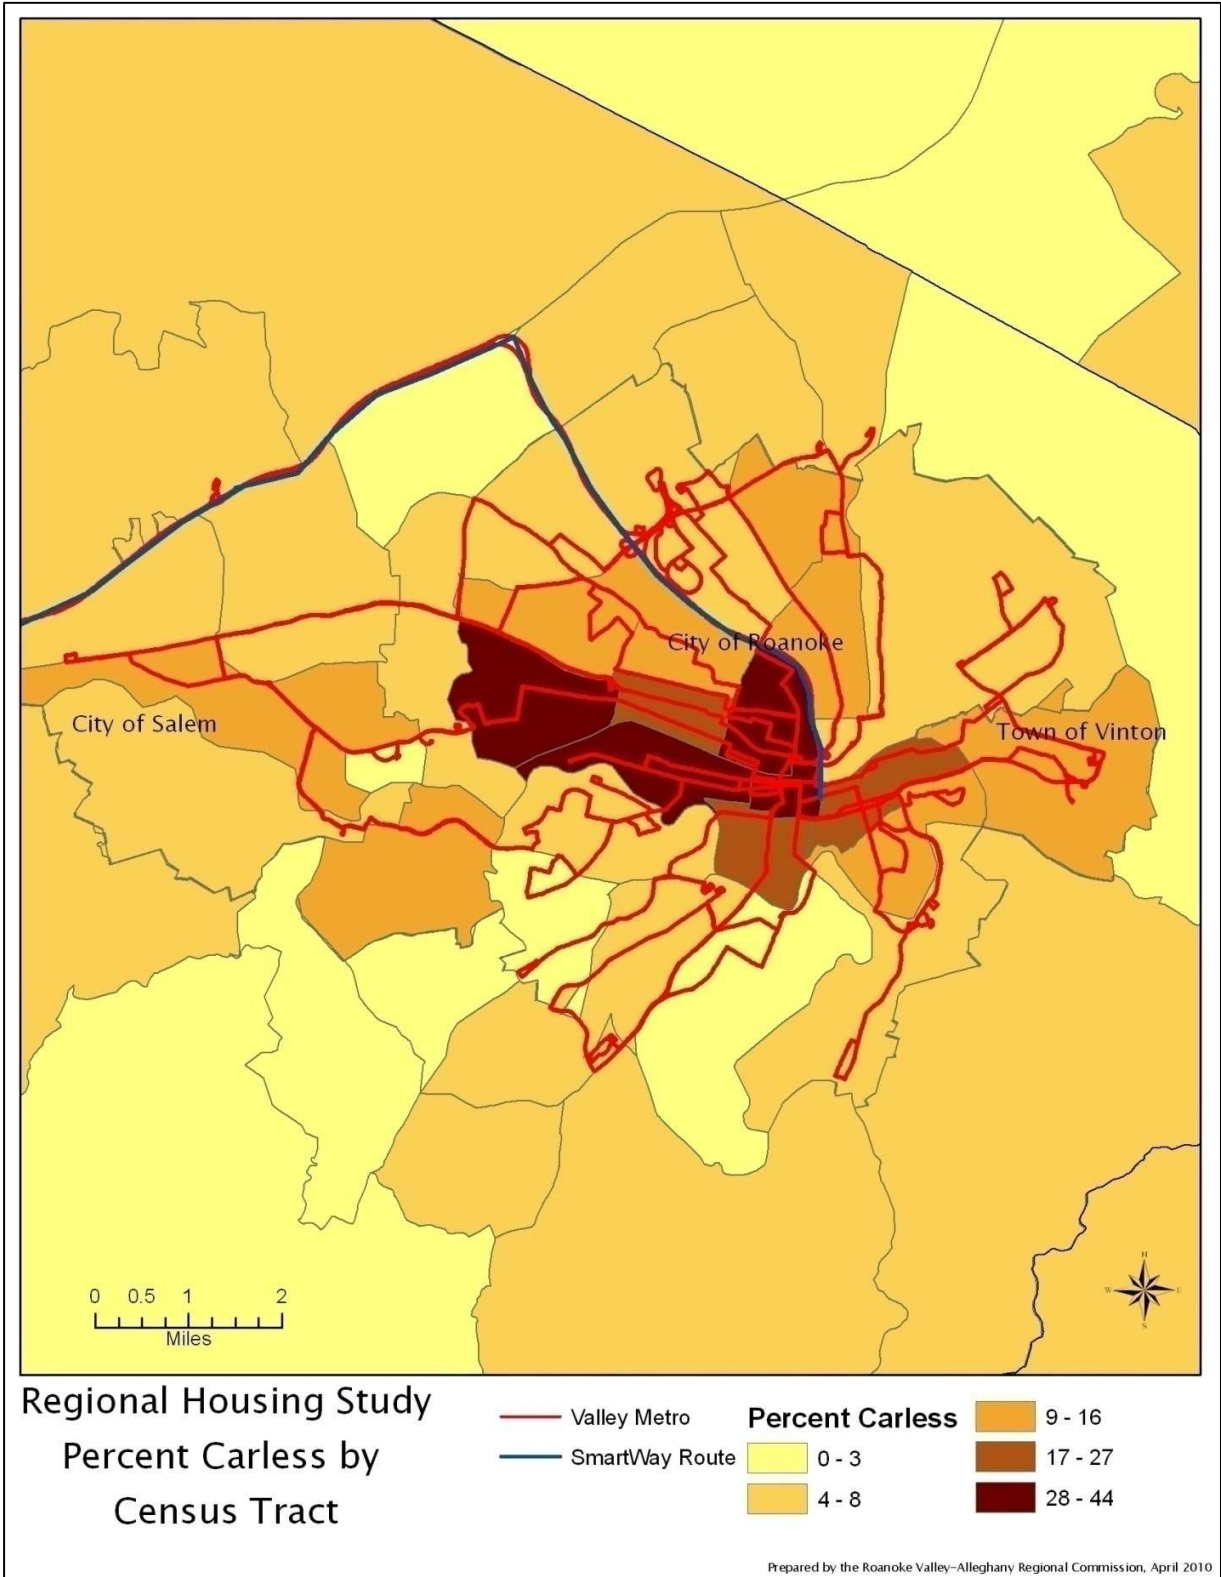 City of Roanoke
City of Salem
Town of Vinton
N
W E
S
0 0.5 1 2
Miles
Regional Housing Study
Percent Carless by
Census Tract
Valley Metro
SmartWay Route
Percent Carless
0 - 3
4 - 8
9 - 16
17 - 27
28 - 44
Prepared by the Roanoke Valley-Alleghany Regional Commission, April 2010